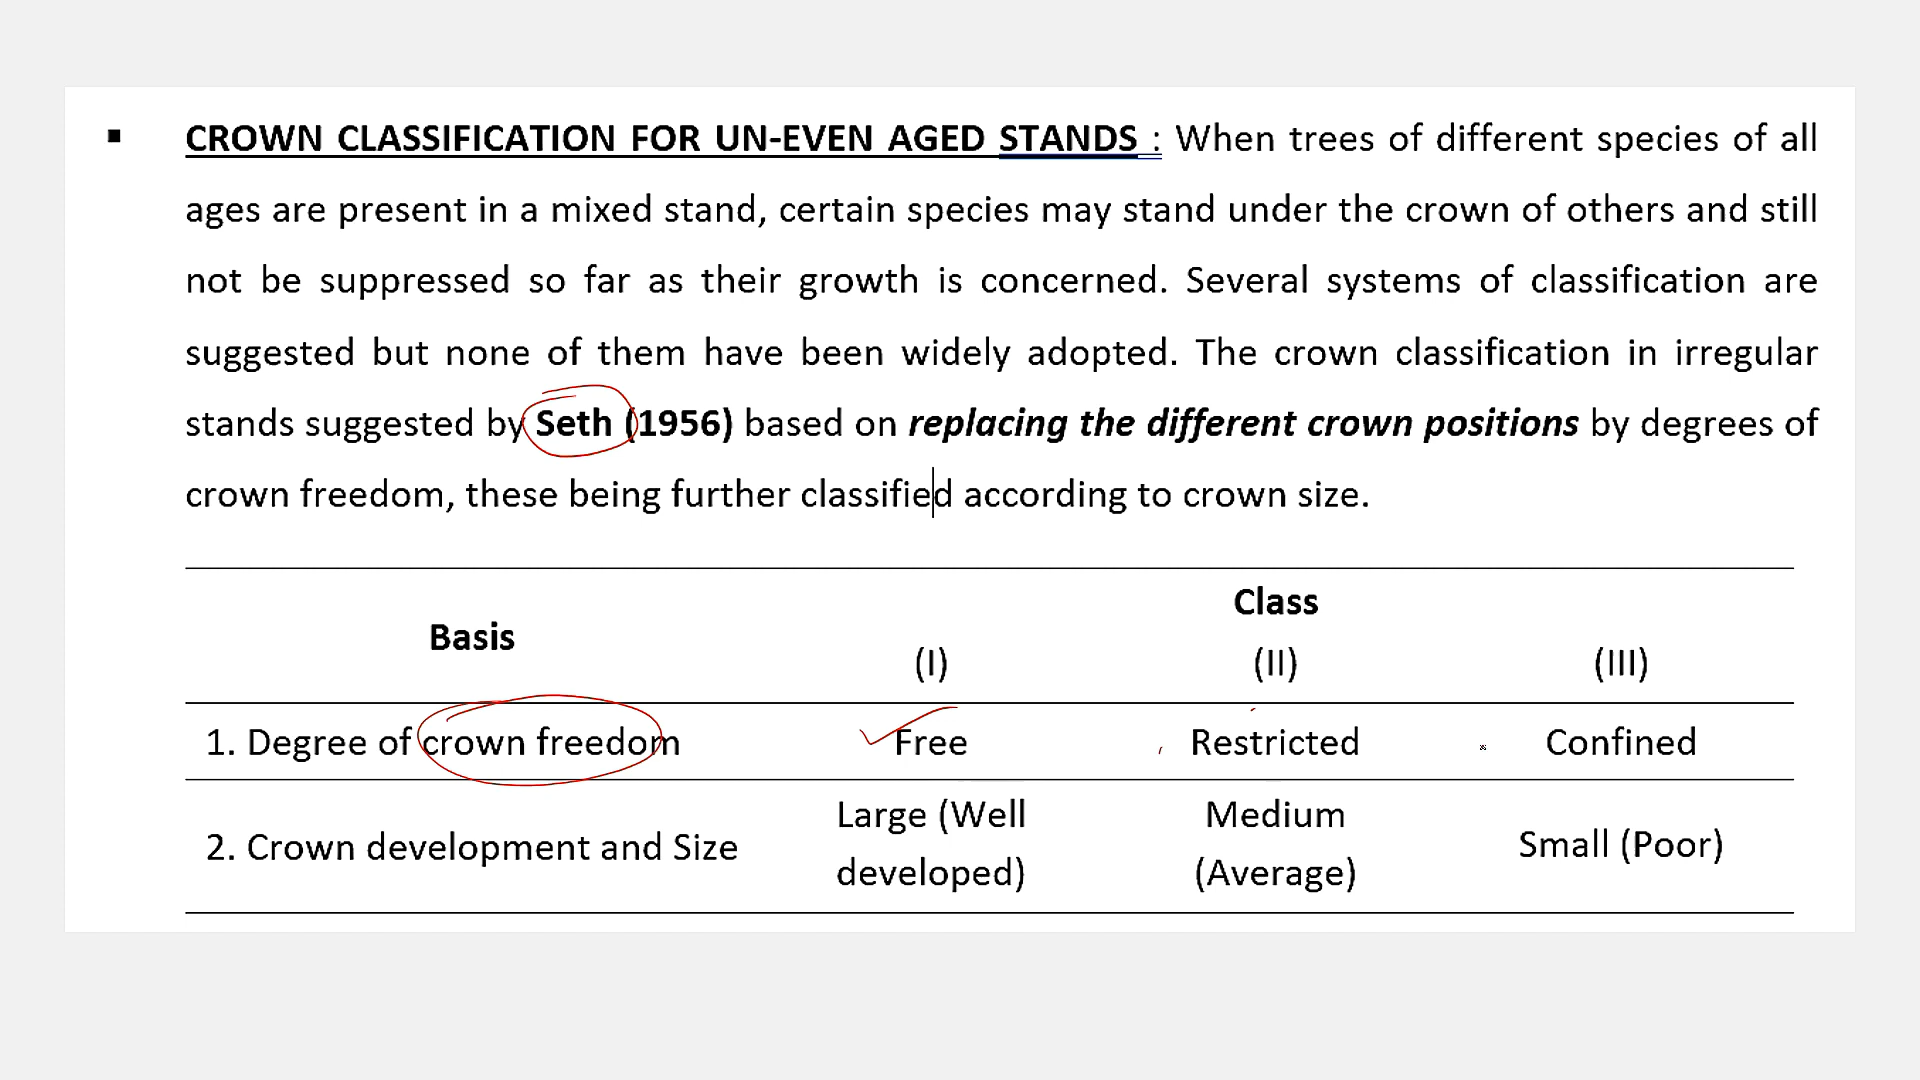 ▪ CROWN CLASSIFICATION FOR UN-EVEN AGED STANDS : When trees of different species of all
ages are present in a mixed stand, certain species may stand under the crown of others and still
not be suppressed so far as their growth is concerned. Several systems of classification are
suggested but none of them have been widely adopted. The crown classification in irregular
stands suggested by Seth (1956) based on replacing the different crown positions by degrees of
crown freedom, these being further classified according to crown size.
Class
Basis
(I) (II) (III)
1. Degree of crown freedom Free Restricted Confined
Large (Well Medium
2. Crown development and Size Small (Poor)
developed) (Average)